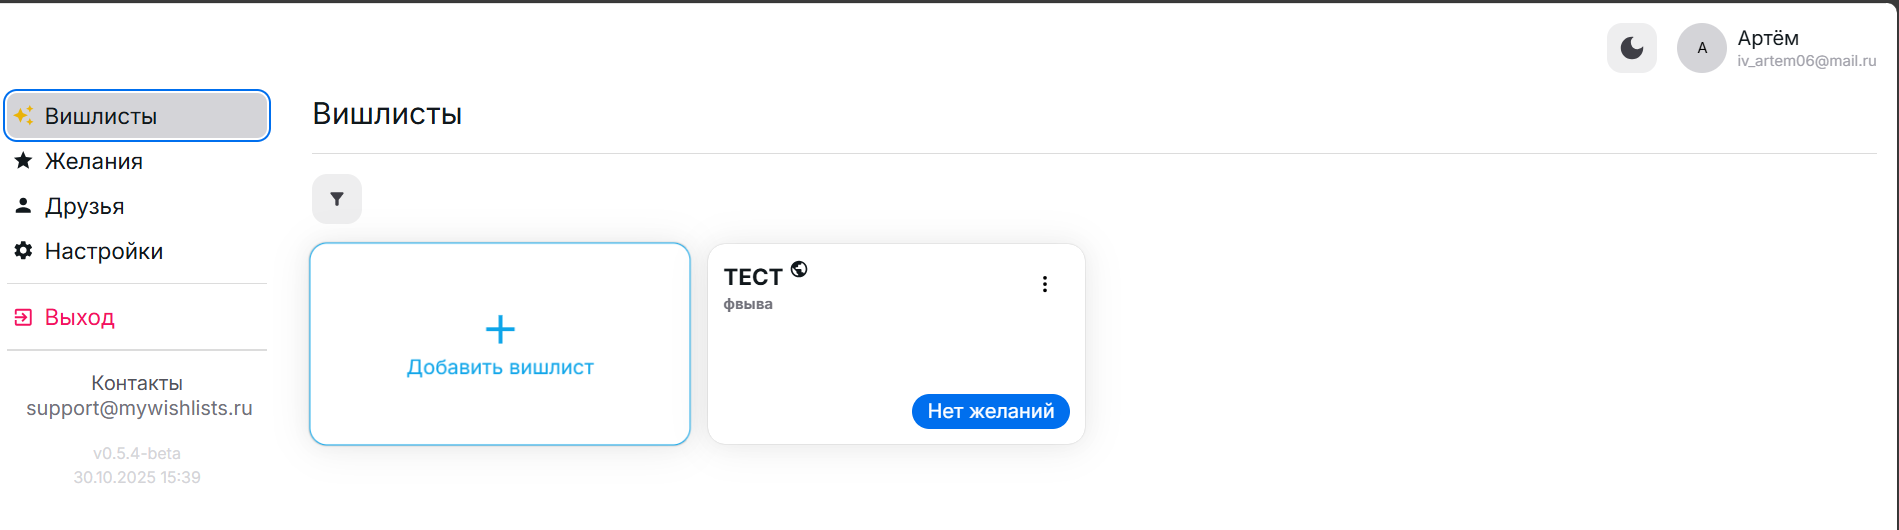 А
Артём
iv_artem06@mail.ru
Вишлисты
Желания
Друзья
Настройки
Выход
Контакты
support@mywishlists.ru
v0.5.4-beta
30.10.2025 15:39
Вишлисты
Добавить вишлист
ТЕСТ
фвыва
Нет желаний